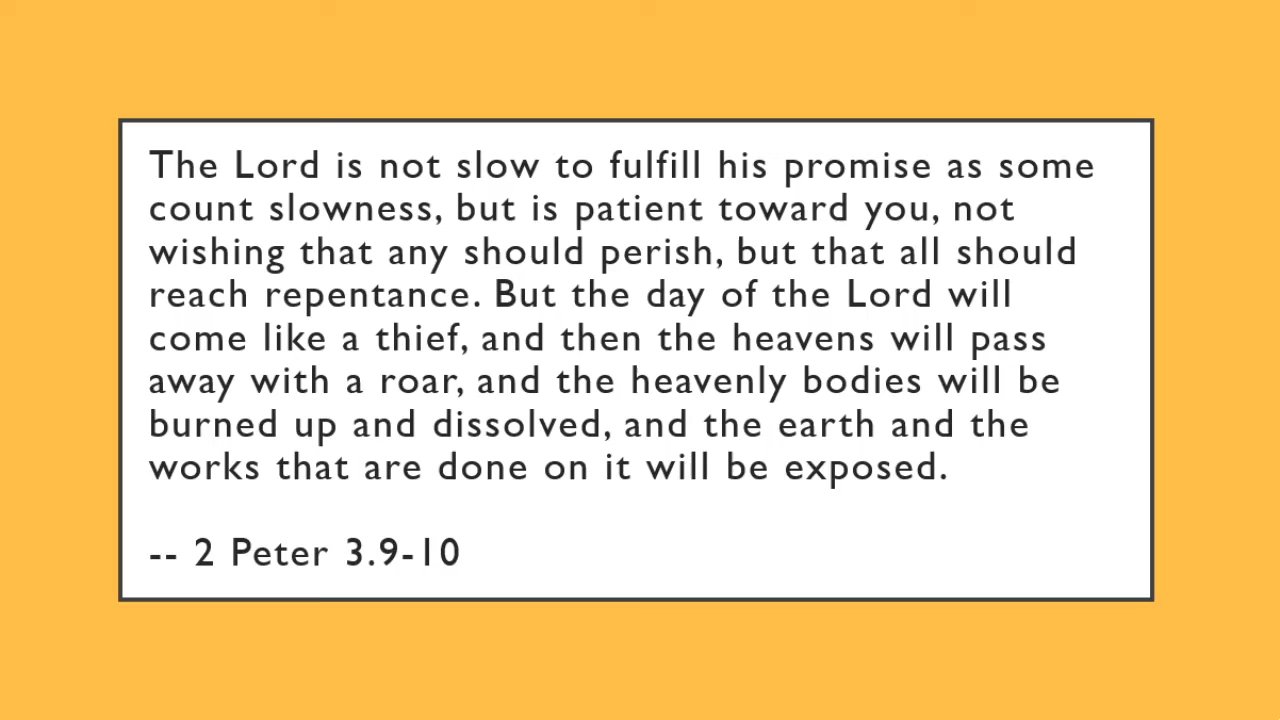 The Lord is not slow to fulfill his promise as some
count slowness, but is patient toward you, not
wishing that any should perish, but that all should
reach repentance. But the day of the Lord will
come like a thief, and then the heavens will pass
away with a roar, and the heavenly bodies will be
burned up and dissolved, and the earth and the
works that are done on it will be exposed.
-- 2 Peter 3.9-10